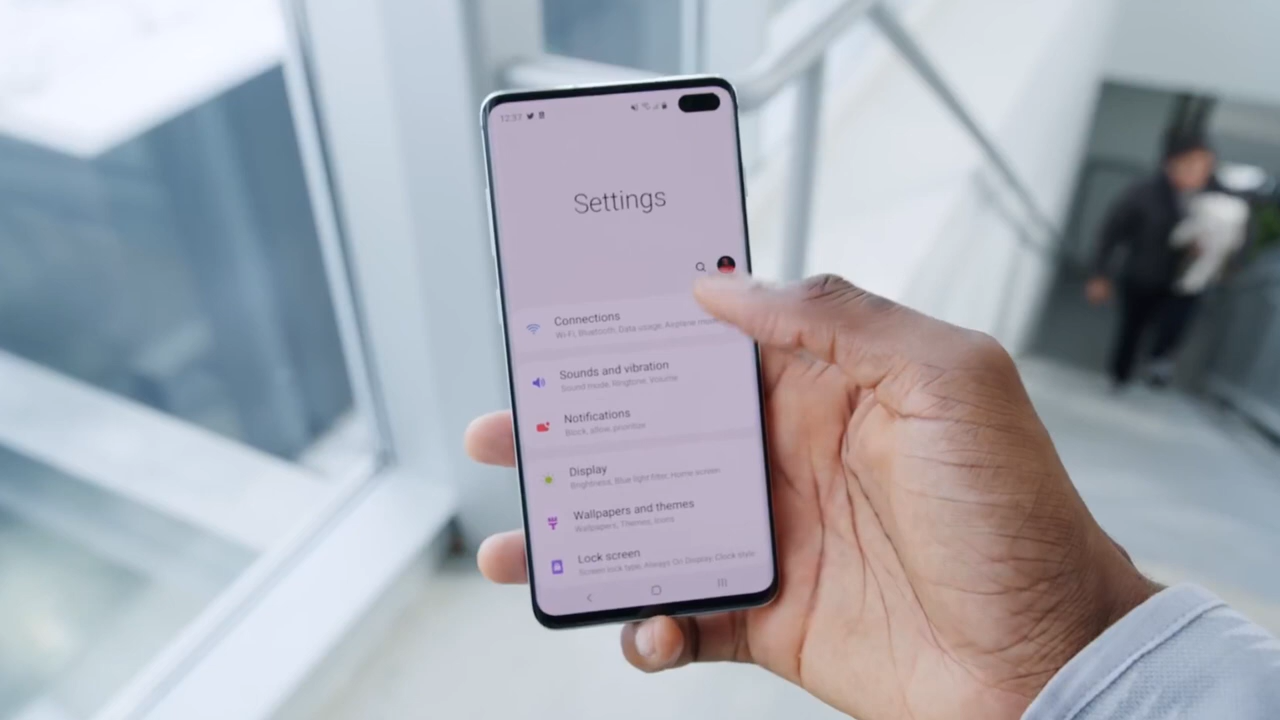 12:37
Settings
Connections
Wi-Fi, Bluetooth, Data usage, Airplane mode
Sounds and vibration
Sound mode, Ringtone, Volume
Notifications
Block, allow, prioritize
Display
Brightness, Blue light filter, Home screen
Wallpapers and themes
Wallpapers, Themes, Icons
Lock screen
Screen lock type, Always On Display, Clock style